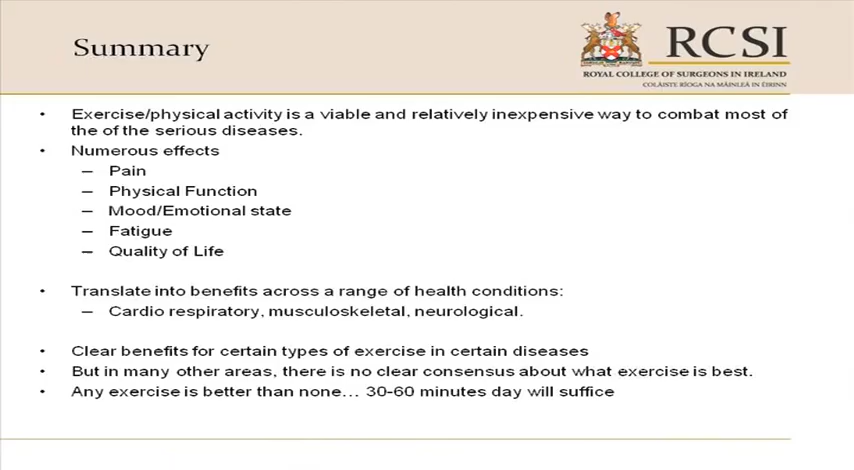 Summary
RCSI
ROYAL COLLEGE OF SURGEONS IN IRELAND
COLÁISTE RÍOGA NA MÁINLEÁ IN ÉIRINN
• Exercise/physical activity is a viable and relatively inexpensive way to combat most of
the of the serious diseases.
• Numerous effects
– Pain
– Physical Function
– Mood/Emotional state
– Fatigue
– Quality of Life
• Translate into benefits across a range of health conditions:
– Cardio respiratory, musculoskeletal, neurological.
• Clear benefits for certain types of exercise in certain diseases
• But in many other areas, there is no clear consensus about what exercise is best.
• Any exercise is better than none… 30-60 minutes day will suffice